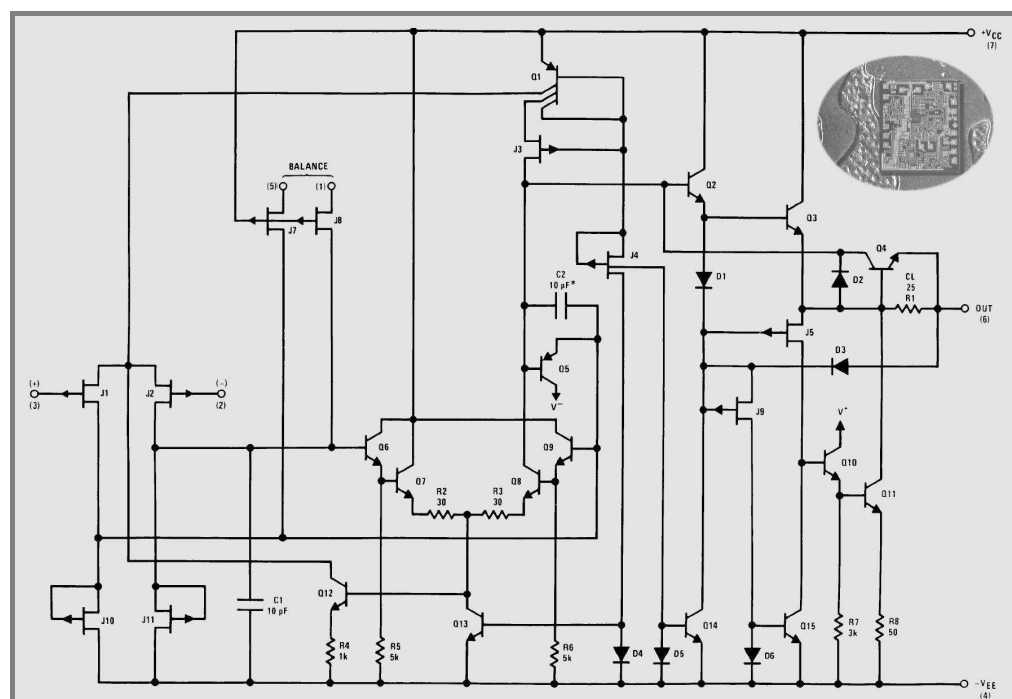 +VCC
(7)
Q1
J3
BALANCE
(5) (1)
J7
J8
Q2
Q3
Q4
J4
D1
D2
CL
25
R1
OUT
(6)
C2
10 pF*
J5
D3
Q5
V−
(+)
(3)
J1
J2
(−)
(2)
J9
V+
Q6
Q9
Q10
Q7
R2
30
R3
30
Q8
Q11
Q12
C1
10 pF
J10
J11
R4
1k
R5
5k
Q13
R6
5k
D4
D5
Q14
D6
Q15
R7
3k
R8
50
−VEE
(4)